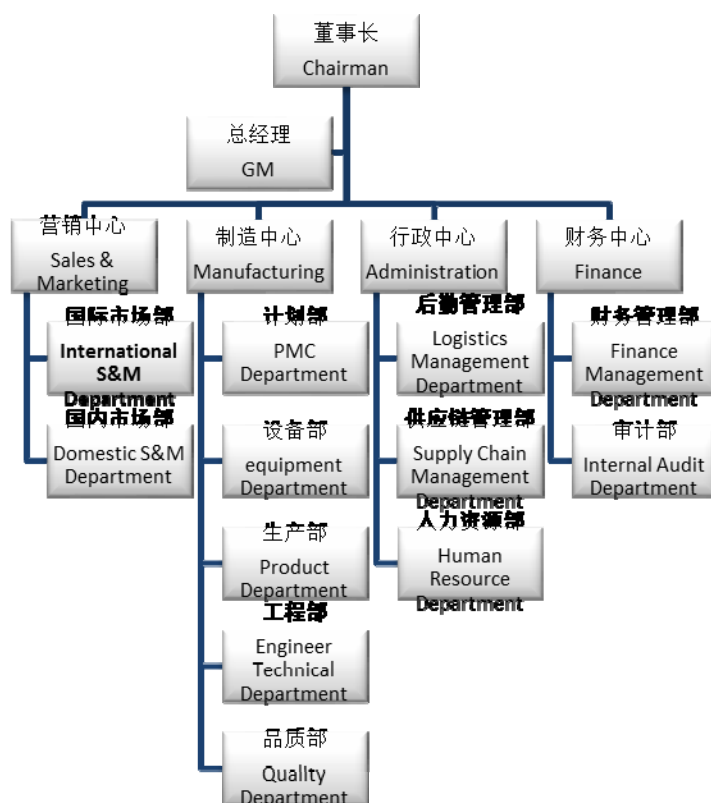 董事长
Chairman
总经理
GM
营销中心
Sales &
Marketing
国际市场部
International
S&M
Department
国内市场部
Domestic S&M
Department
制造中心
Manufacturing
计划部
PMC
Department
设备部
equipment
Department
生产部
Product
Department
工程部
Engineer
Technical
Department
品质部
Quality
Department
行政中心
Administration
后勤管理部
Logistics
Management
Department
供应链管理部
Supply Chain
Management
Department
人力资源部
Human
Resource
Department
财务中心
Finance
财务管理部
Finance
Management
Department
审计部
Internal Audit
Department